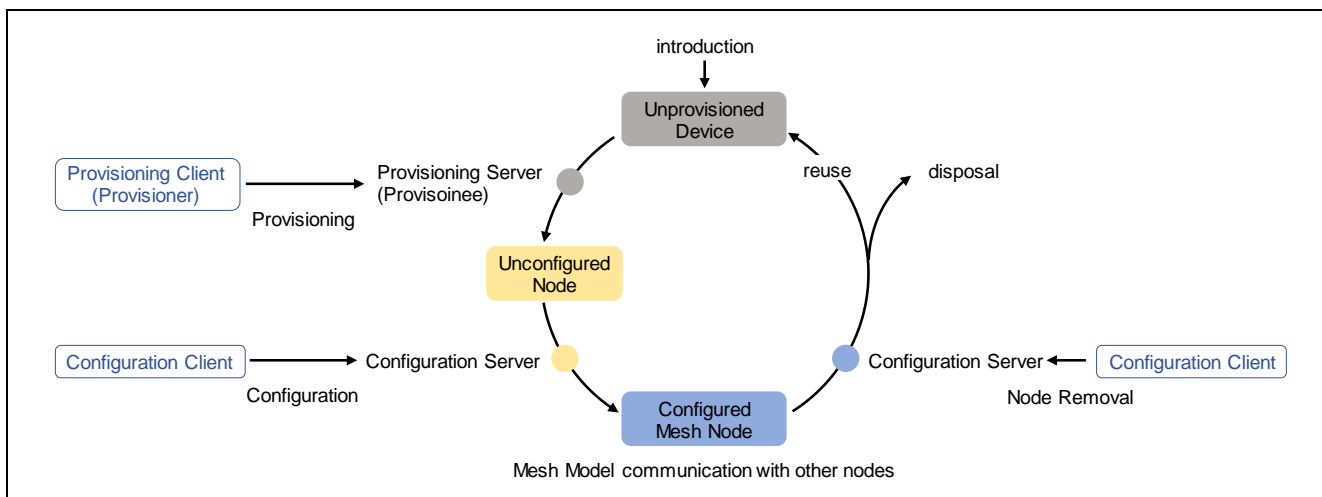 introduction
Unprovisioned
Device
Provisioning Client
(Provisioner)
Provisioning
Provisioning Server
(Provisoinee)
reuse
disposal
Unconfigured
Node
Configuration Client
Configuration
Configuration Server
Configuration Server
Configuration Client
Node Removal
Configured
Mesh Node
Mesh Model communication with other nodes